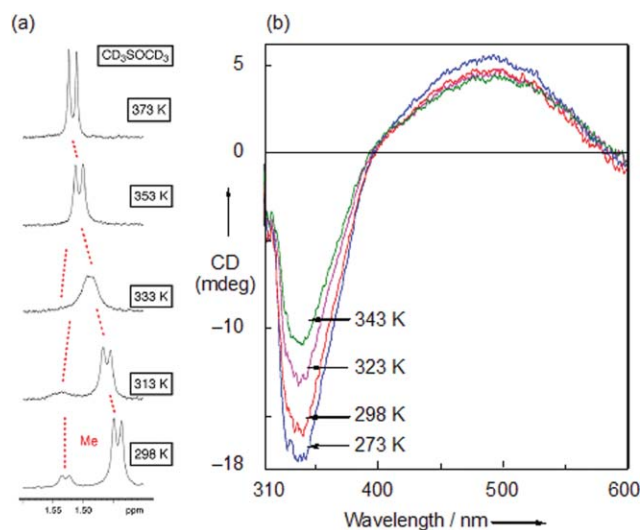 (a)
CD₃SOCD₃
373 K
353 K
333 K
313 K
Me
298 K
1.55
1.50
ppm
(b)
5
0
CD
(mdeg)
–10
–18
343 K
323 K
298 K
273 K
310
400
500
600
Wavelength / nm